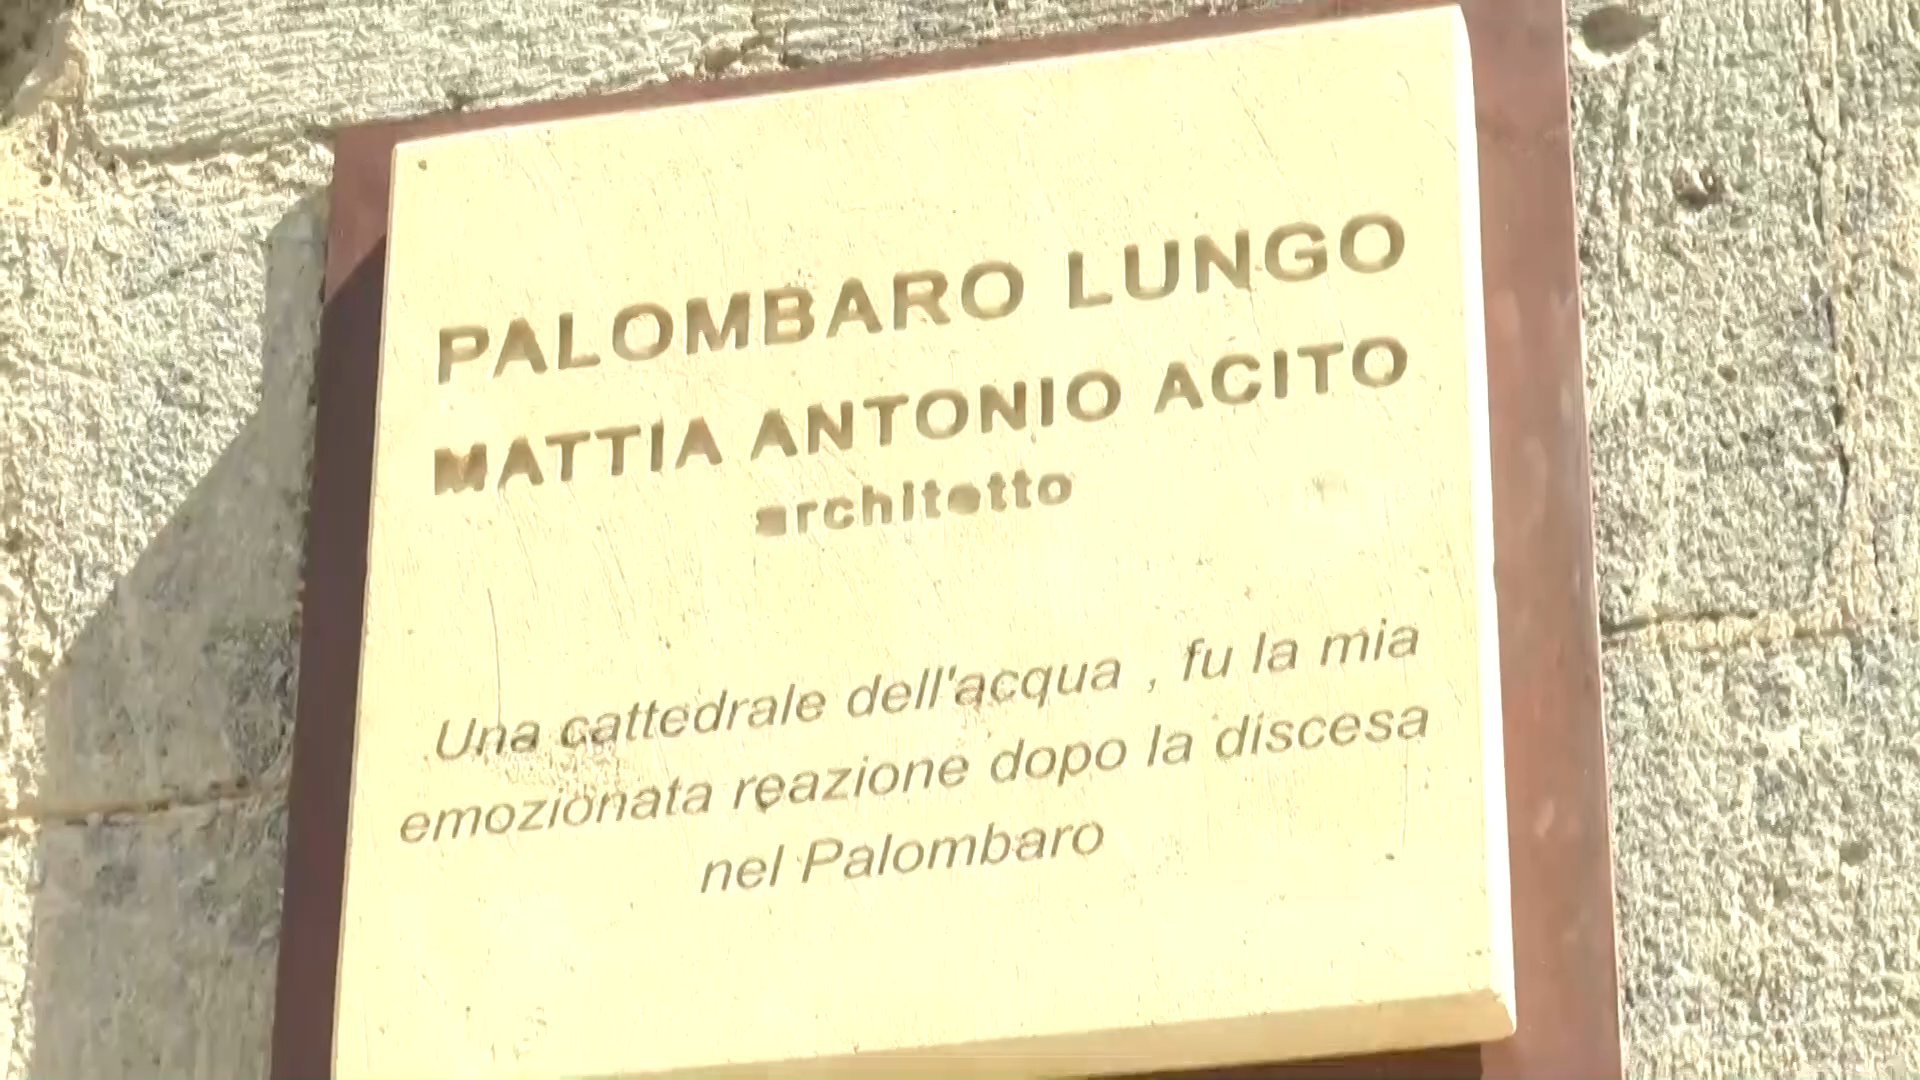 PALOMBARO LUNGO
MATTIA ANTONIO ACITO
architetto
Una cattedrale dell'acqua , fu la mia
emozionata reazione dopo la discesa
nel Palombaro